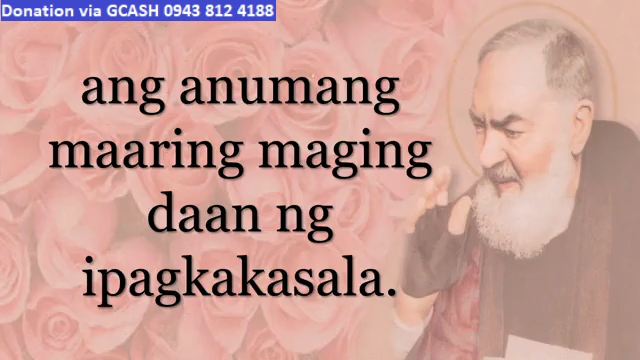 Donation via GCASH 0943 812 4188
ang anumang
maaring maging
daan ng
ipagkakasala.